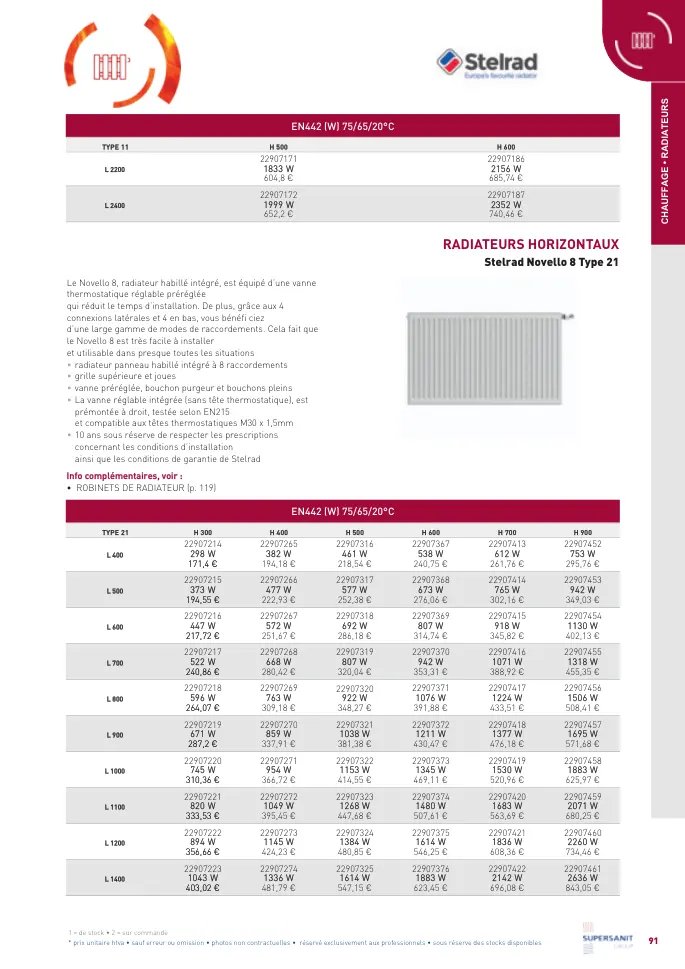 Stelrad
Europe's favourite radiator
CHAUFFAGE • RADIATEURS
EN442 (W) 75/65/20°C
TYPE 11 H 500 H 600
22907171 22907186
L 2200 1833 W 2156 W
604,8 € 685,74 €
22907172 22907187
L 2400 1999 W 2352 W
652,2 € 740,46 €
RADIATEURS HORIZONTAUX
Stelrad Novello 8 Type 21
Le Novello 8, radiateur habillé intégré, est équipé d'une vanne
thermostatique réglable préréglée
qui réduit le temps d'installation. De plus, grâce aux 4
connexions latérales et 4 en bas, vous bénéfi ciez
d'une large gamme de modes de raccordements. Cela fait que
le Novello 8 est très facile à installer
et utilisable dans presque toutes les situations
• radiateur panneau habillé intégré à 8 raccordements
• grille supérieure et joues
• vanne préréglée, bouchon purgeur et bouchons pleins
• La vanne réglable intégrée (sans tête thermostatique), est
prémontée à droit, testée selon EN215
et compatible aux têtes thermostatiques M30 x 1,5mm
• 10 ans sous réserve de respecter les prescriptions
concernant les conditions d'installation
ainsi que les conditions de garantie de Stelrad
Info complémentaires, voir :
• ROBINETS DE RADIATEUR (p. 119)
EN442 (W) 75/65/20°C
TYPE 21 H 300 H 400 H 500 H 600 H 700 H 900
22907214 22907265 22907316 22907367 22907413 22907452
L 400 298 W 382 W 461 W 538 W 612 W 753 W
171,4 € 194,18 € 218,54 € 240,75 € 261,76 € 295,76 €
22907215 22907266 22907317 22907368 22907414 22907453
L 500 373 W 477 W 577 W 673 W 765 W 942 W
194,55 € 222,93 € 252,38 € 276,06 € 302,16 € 349,03 €
22907216 22907267 22907318 22907369 22907415 22907454
L 600 447 W 572 W 692 W 807 W 918 W 1130 W
217,72 € 251,67 € 286,18 € 314,74 € 345,82 € 402,13 €
22907217 22907268 22907319 22907370 22907416 22907455
L 700 522 W 668 W 807 W 942 W 1071 W 1318 W
240,86 € 280,42 € 320,04 € 353,31 € 388,92 € 455,35 €
22907218 22907269 22907320 22907371 22907417 22907456
L 800 596 W 763 W 922 W 1076 W 1224 W 1506 W
264,07 € 309,18 € 348,27 € 391,88 € 433,51 € 508,41 €
22907219 22907270 22907321 22907372 22907418 22907457
L 900 671 W 859 W 1038 W 1211 W 1377 W 1695 W
287,2 € 337,91 € 381,38 € 430,47 € 476,18 € 571,68 €
22907220 22907271 22907322 22907373 22907419 22907458
L 1000 745 W 954 W 1153 W 1345 W 1530 W 1883 W
310,36 € 366,72 € 414,55 € 469,11 € 520,96 € 625,97 €
22907221 22907272 22907323 22907374 22907420 22907459
L 1100 820 W 1049 W 1268 W 1480 W 1683 W 2071 W
333,53 € 395,45 € 447,68 € 507,61 € 563,69 € 680,25 €
22907222 22907273 22907324 22907375 22907421 22907460
L 1200 894 W 1145 W 1384 W 1614 W 1836 W 2260 W
356,66 € 424,23 € 480,85 € 546,25 € 608,36 € 734,46 €
22907223 22907274 22907325 22907376 22907422 22907461
L 1400 1043 W 1336 W 1614 W 1883 W 2142 W 2636 W
403,02 € 481,79 € 547,15 € 623,45 € 696,08 € 843,05 €
1 = de stock • 2 = sur commande
* prix unitaire htva • sauf erreur ou omission • photos non contractuelles • réservé exclusivement aux professionnels • sous réserve des stocks disponibles
SUPERSANIT
GROUP
91